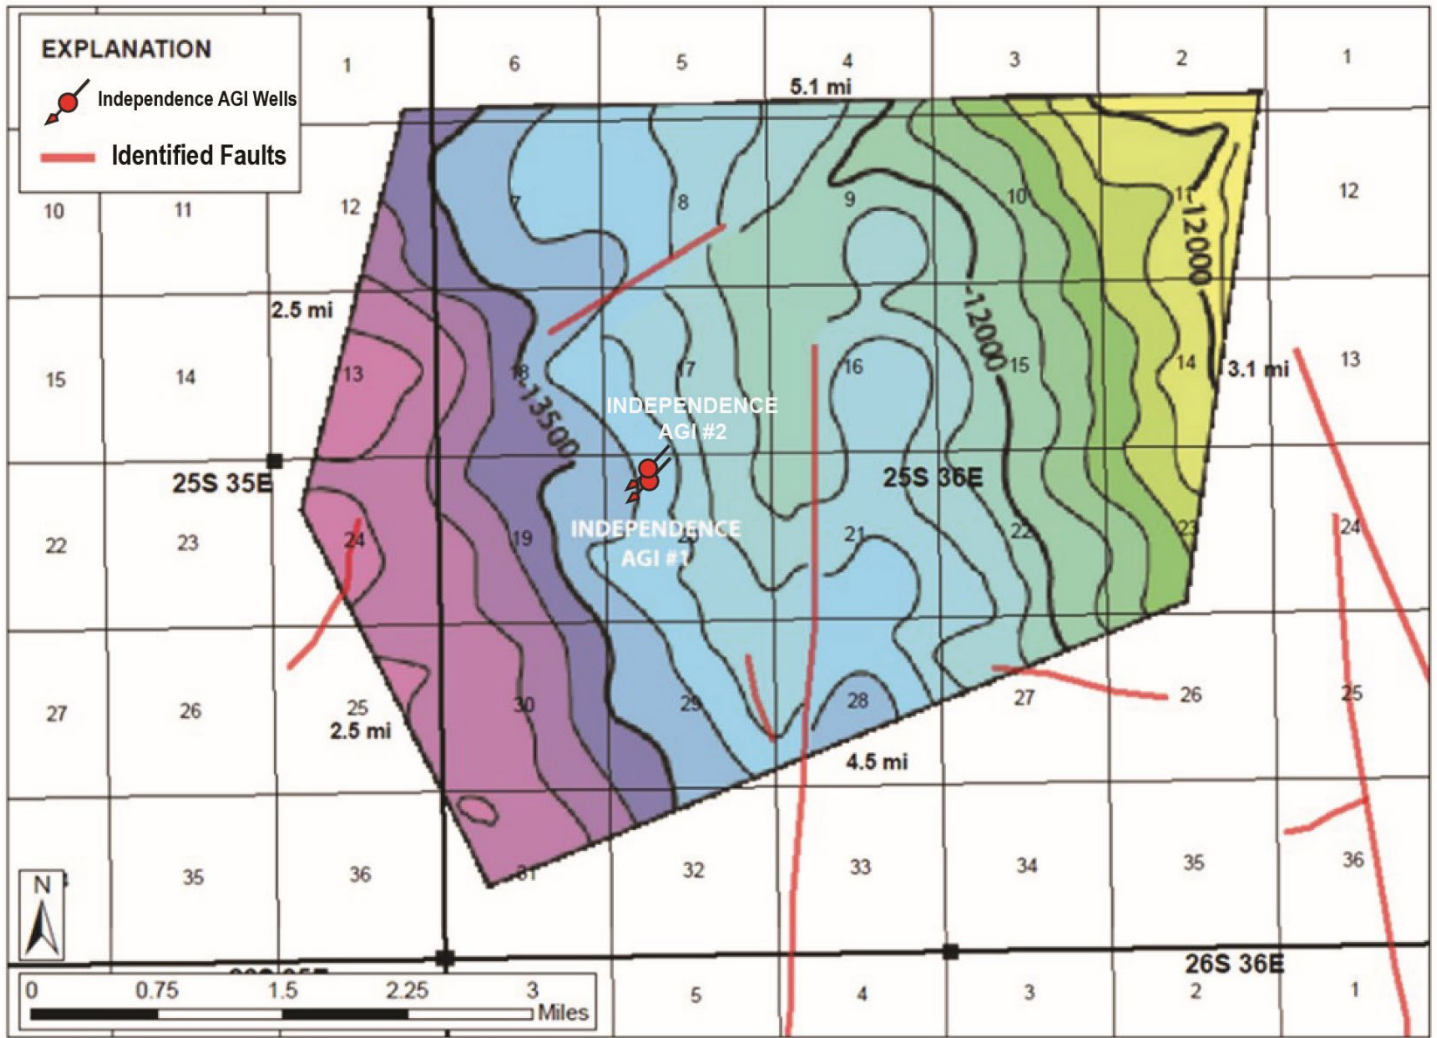 EXPLANATION
Independence AGI Wells
Identified Faults
1 6 5 4 3 2 1
5.1 mi
10 11 12 7 8 9 10 11 12
-12000
2.5 mi
-12000
15 14 13 18 17 16 15 14 3.1 mi 13
-13500
INDEPENDENCE
AGI #2
25S 35E
25S 36E
INDEPENDENCE
AGI #1
22 23 24 19 21 22 23 24
27 26 25 30 29 28 27 26 25
2.5 mi
4.5 mi
35 36 31 32 33 34 35 36
N
26S 36E
5 4 3 2 1
0 0.75 1.5 2.25 3
Miles